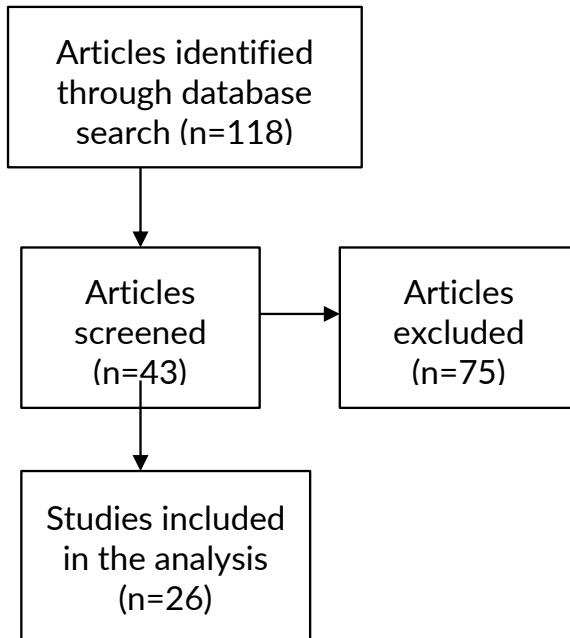 Articles identified
through database
search (n=118)
Articles
screened
(n=43)
Articles
excluded
(n=75)
Studies included
in the analysis
(n=26)